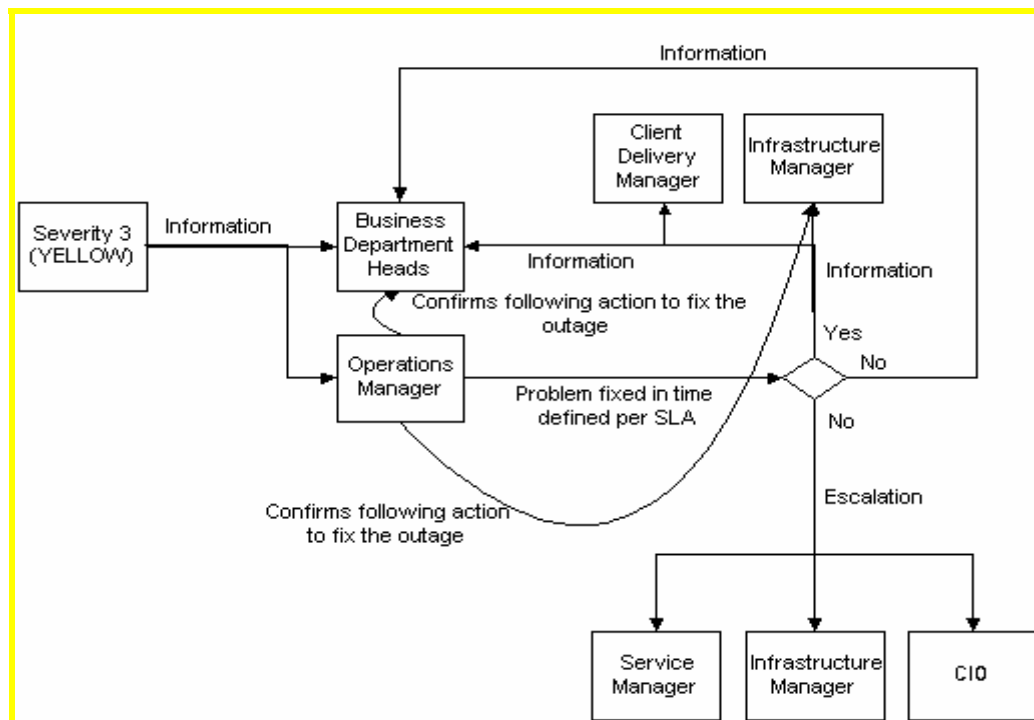 Information
Client
Delivery
Manager
Infrastructure
Manager
Severity 3
(YELLOW)
Information
Business
Department
Heads
Information
Information
Confirms following action to fix the
outage
Yes
Operations
Manager
No
Problem fixed in time
defined per SLA
No
Escalation
Confirms following action
to fix the outage
Service
Manager
Infrastructure
Manager
CIO